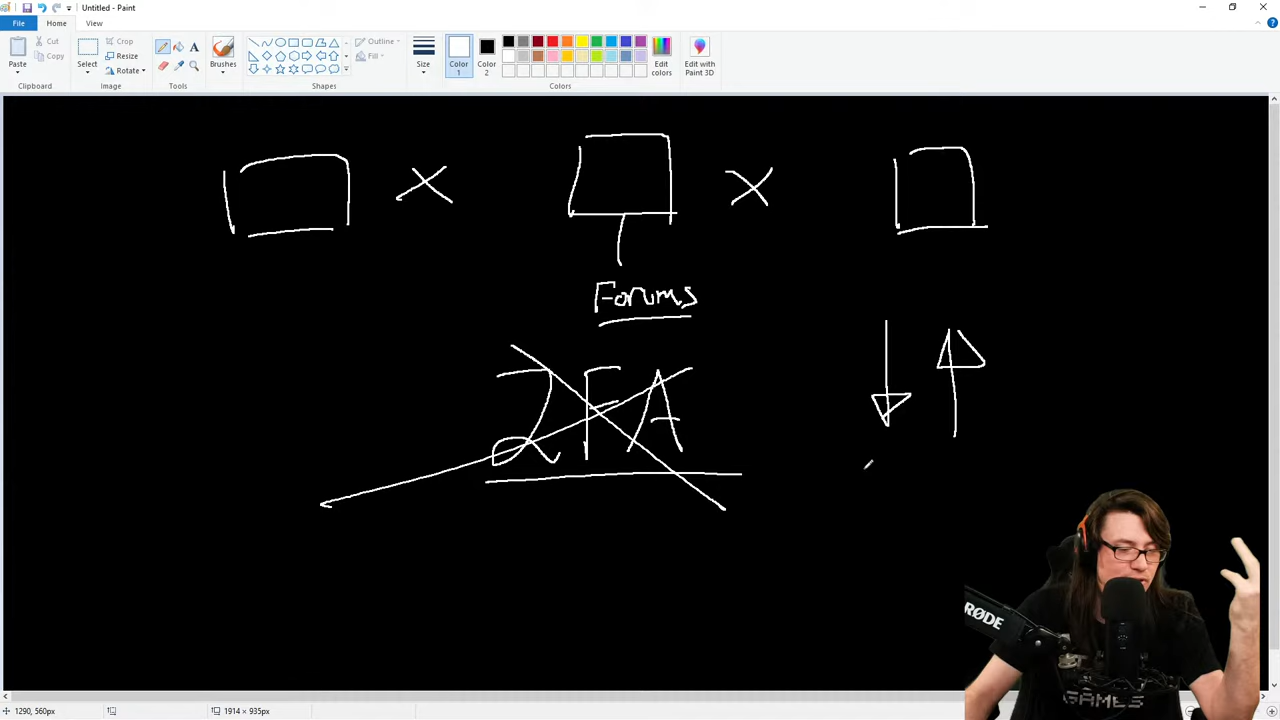 Untitled - Paint
File Home View
Paste
Cut
Copy
Clipboard
Select
Crop
Resize
Rotate
Image
Tools
Brushes
Shapes
Outline
Fill
Size
Color 1
Color 2
Edit colors
Edit with Paint 3D
Colors
X X
Forums
2FA
RØDE
GAMES
1290, 560px
1914 × 935px